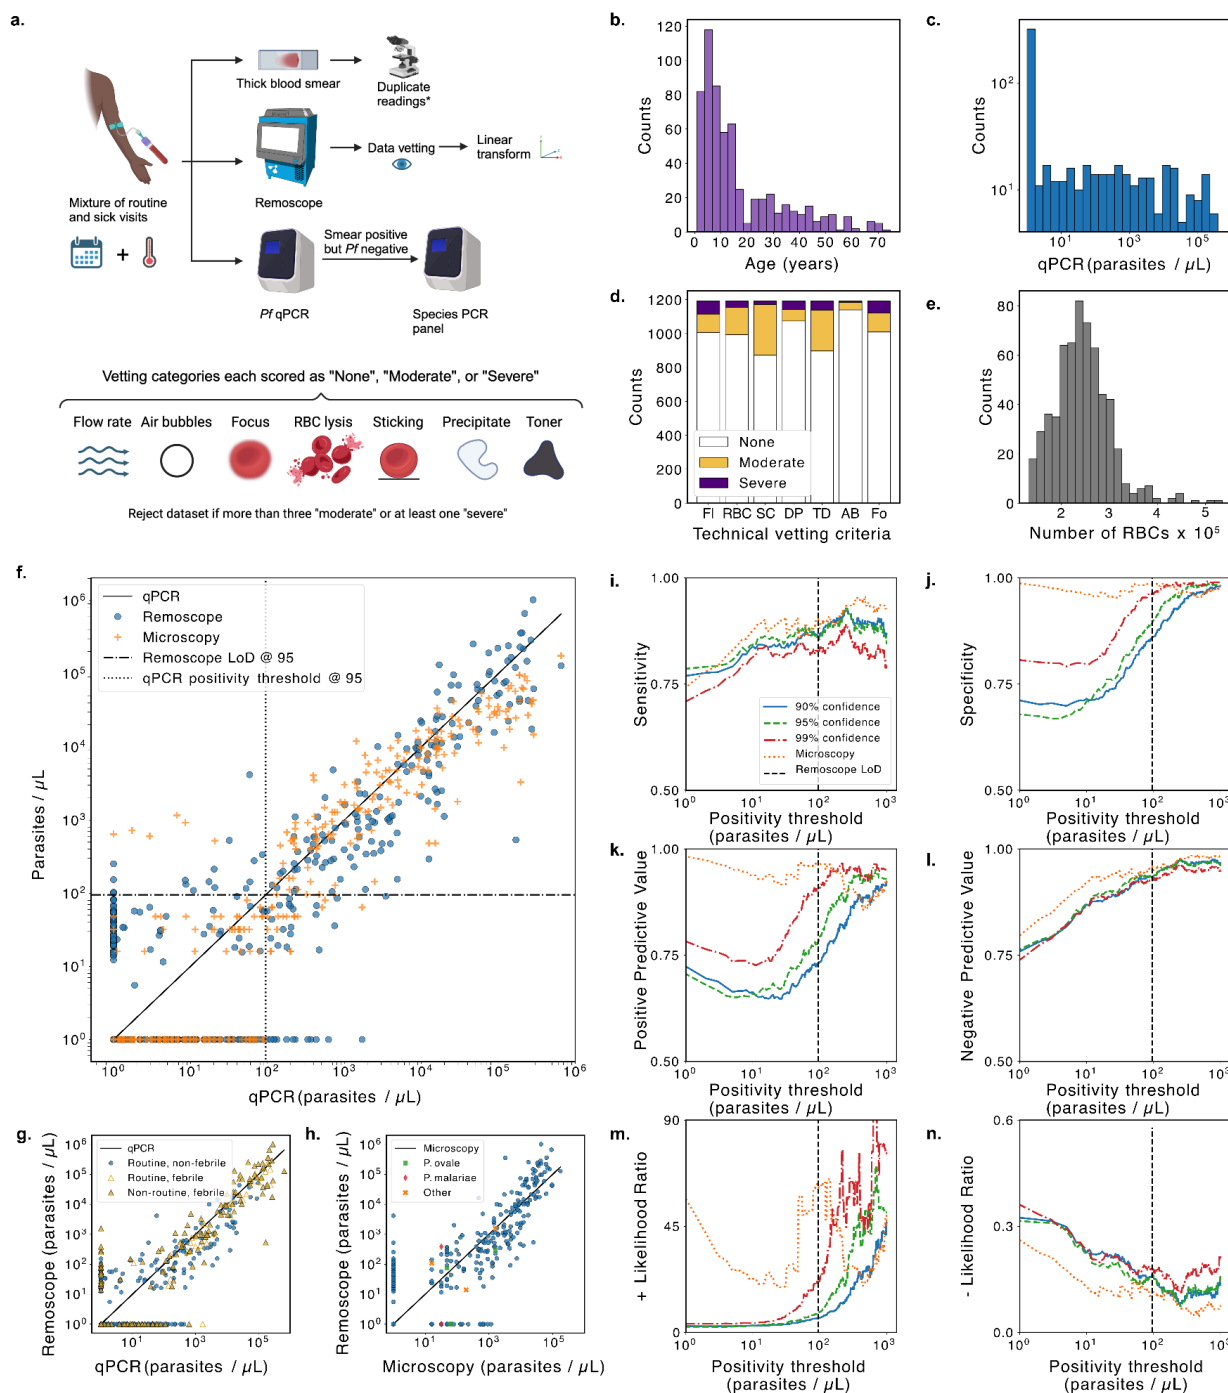 a.
Thick blood smear
Duplicate
readings*
Data vetting
Linear
transform
Remoscope
Mixture of routine
and sick visits
Smear positive
but Pf negative
Pf qPCR
Species PCR
panel
Vetting categories each scored as "None", "Moderate", or "Severe"
Flow rate
Air bubbles
Focus
RBC lysis
Sticking
Precipitate
Toner
Reject dataset if more than three "moderate" or at least one "severe"
b.
Counts
120
100
80
60
40
20
0
0 10 20 30 40 50 60 70
Age (years)
c.
Counts
10²
10¹
10¹ 10³ 10⁵
qPCR(parasites / µL)
d.
Counts
1200
1000
800
600
400
200
0
None
Moderate
Severe
Fl RBC SC DP TD AB Fo
Technical vetting criteria
e.
Counts
80
60
40
20
0
2 3 4 5
Number of RBCs x 10⁵
f.
Parasites / µL
10⁶
10⁵
10⁴
10³
10²
10¹
10⁰
qPCR
Remoscope
Microscopy
Remoscope LoD @ 95
qPCR positivity threshold @ 95
10⁰ 10¹ 10² 10³ 10⁴ 10⁵ 10⁶
qPCR(parasites / µL)
g.
Remoscope (parasites / µL)
10⁶
10⁵
10⁴
10³
10²
10¹
10⁰
qPCR
Routine, non-febrile
Routine, febrile
Non-routine, febrile
10¹ 10³ 10⁵
qPCR(parasites / µL)
h.
Remoscope (parasites / µL)
10⁶
10⁵
10⁴
10³
10²
10¹
10⁰
Microscopy
P. ovale
P. malariae
Other
10¹ 10³ 10⁵
Microscopy (parasites / µL)
i.
Sensitivity
1.00
0.75
0.50
90% confidence
95% confidence
99% confidence
Microscopy
Remoscope LoD
10⁰ 10¹ 10² 10³
Positivity threshold
(parasites / µL)
j.
Specificity
1.00
0.75
0.50
10⁰ 10¹ 10² 10³
Positivity threshold
(parasites / µL)
k.
Positive Predictive Value
1.00
0.75
0.50
10⁰ 10¹ 10² 10³
Positivity threshold
(parasites / µL)
l.
Negative Predictive Value
1.00
0.75
0.50
10⁰ 10¹ 10² 10³
Positivity threshold
(parasites / µL)
m.
+ Likelihood Ratio
90
45
0
10⁰ 10¹ 10² 10³
Positivity threshold
(parasites / µL)
n.
- Likelihood Ratio
0.6
0.3
0.0
10⁰ 10¹ 10² 10³
Positivity threshold
(parasites / µL)